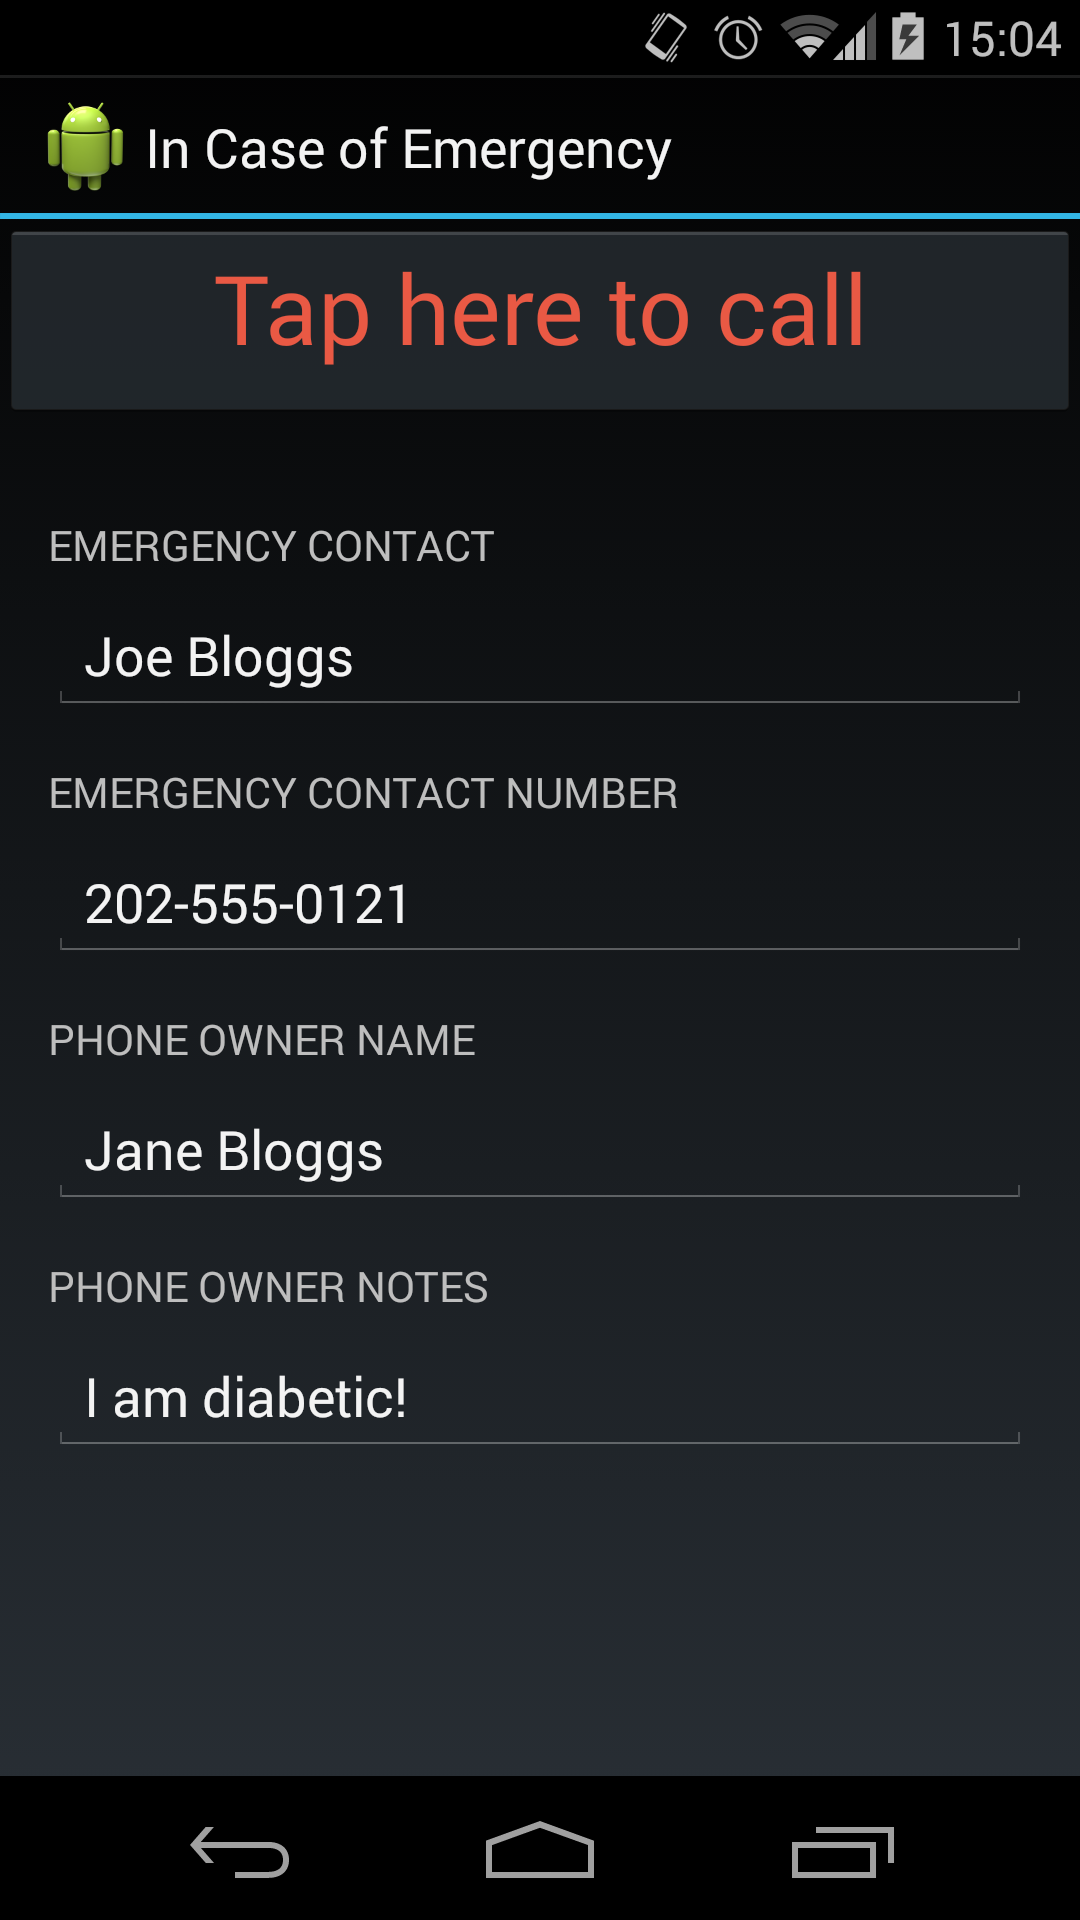 15:04
In Case of Emergency
Tap here to call
EMERGENCY CONTACT
Joe Bloggs
EMERGENCY CONTACT NUMBER
202-555-0121
PHONE OWNER NAME
Jane Bloggs
PHONE OWNER NOTES
I am diabetic!